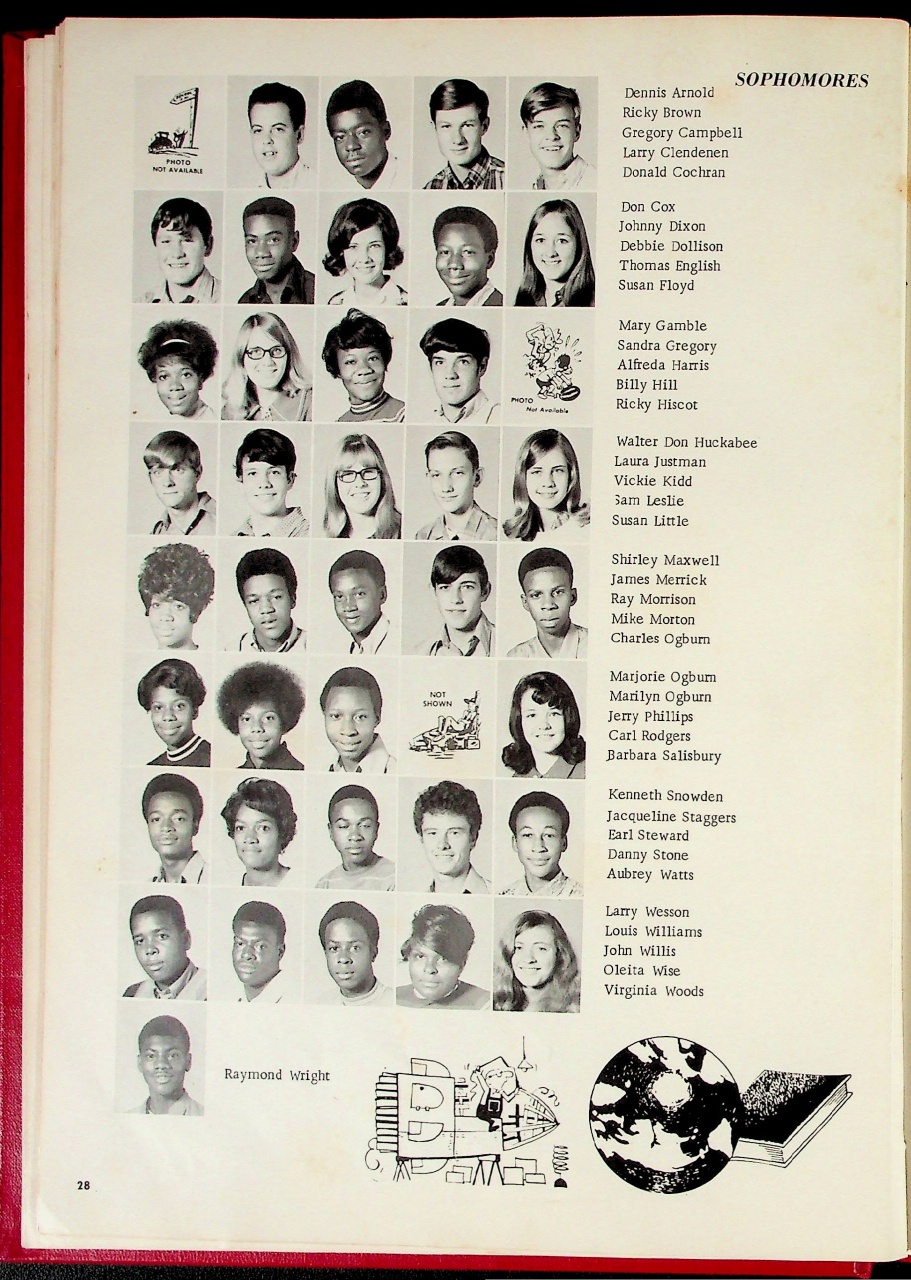 SOPHOMORES
PHOTO
NOT AVAILABLE
Dennis Arnold
Ricky Brown
Gregory Campbell
Larry Clendenen
Donald Cochran
Don Cox
Johnny Dixon
Debbie Dollison
Thomas English
Susan Floyd
Mary Gamble
Sandra Gregory
Alfreda Harris
Billy Hill
Ricky Hiscot
PHOTO
Not Available
Walter Don Huckabee
Laura Justman
Vickie Kidd
Sam Leslie
Susan Little
Shirley Maxwell
James Merrick
Ray Morrison
Mike Morton
Charles Ogburn
NOT
SHOWN
Marjorie Ogburn
Marilyn Ogburn
Jerry Phillips
Carl Rodgers
Barbara Salisbury
Kenneth Snowden
Jacqueline Staggers
Earl Steward
Danny Stone
Aubrey Watts
Larry Wesson
Louis Williams
John Willis
Oleita Wise
Virginia Woods
Raymond Wright
28